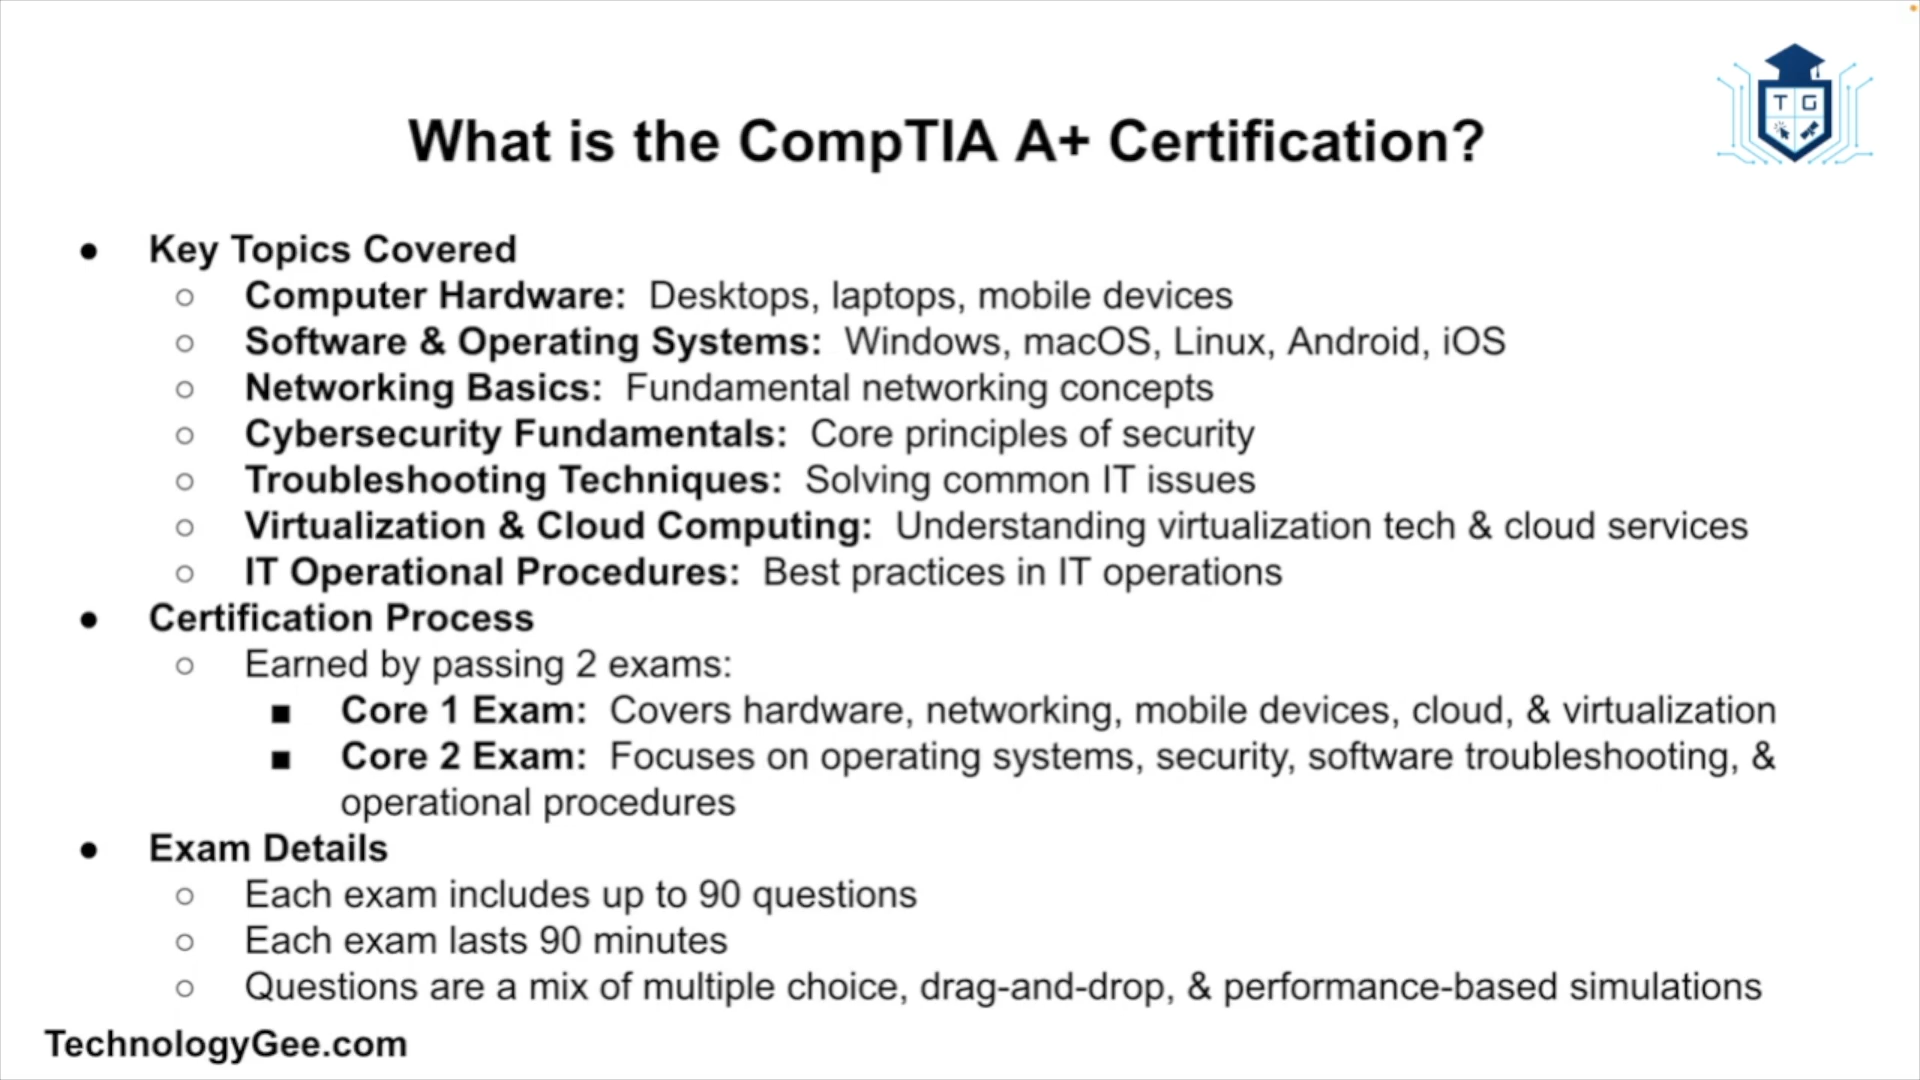 T G
What is the CompTIA A+ Certification?
● Key Topics Covered
○ Computer Hardware: Desktops, laptops, mobile devices
○ Software & Operating Systems: Windows, macOS, Linux, Android, iOS
○ Networking Basics: Fundamental networking concepts
○ Cybersecurity Fundamentals: Core principles of security
○ Troubleshooting Techniques: Solving common IT issues
○ Virtualization & Cloud Computing: Understanding virtualization tech & cloud services
○ IT Operational Procedures: Best practices in IT operations
● Certification Process
○ Earned by passing 2 exams:
■ Core 1 Exam: Covers hardware, networking, mobile devices, cloud, & virtualization
■ Core 2 Exam: Focuses on operating systems, security, software troubleshooting, &
operational procedures
● Exam Details
○ Each exam includes up to 90 questions
○ Each exam lasts 90 minutes
○ Questions are a mix of multiple choice, drag-and-drop, & performance-based simulations
TechnologyGee.com